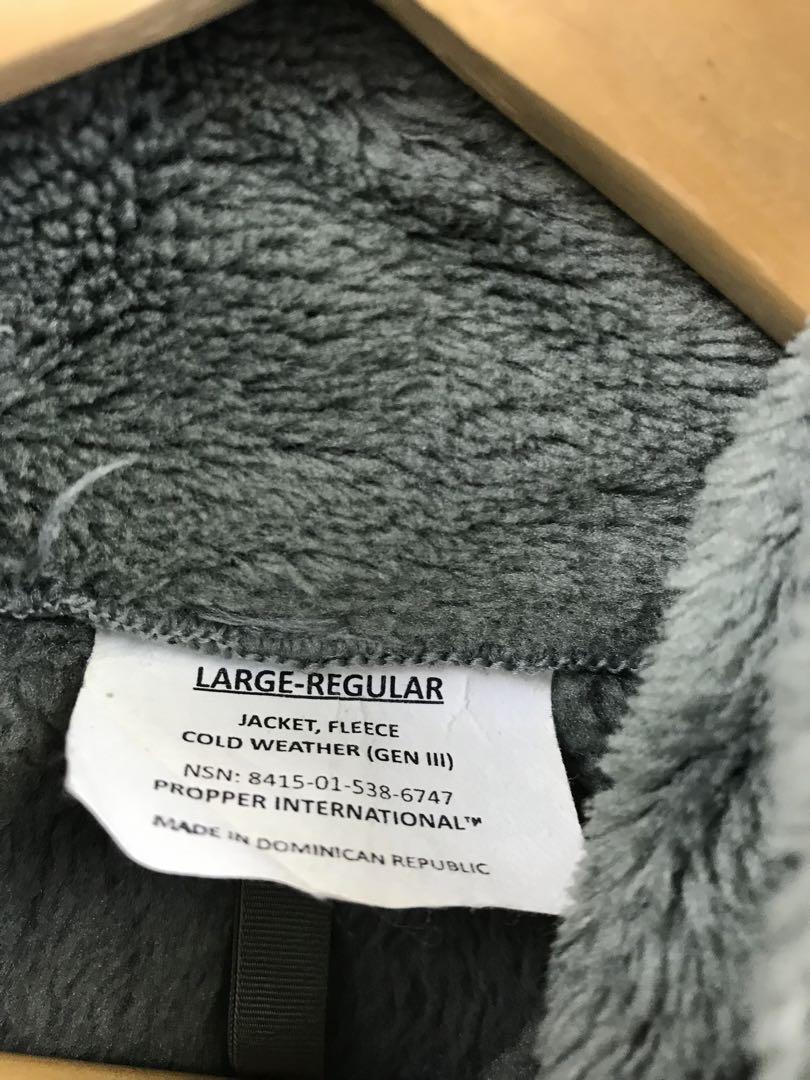 LARGE-REGULAR
JACKET, FLEECE
COLD WEATHER (GEN III)
NSN: 8415-01-538-6747
PROPPER INTERNATIONAL™
MADE IN DOMINICAN REPUBLIC